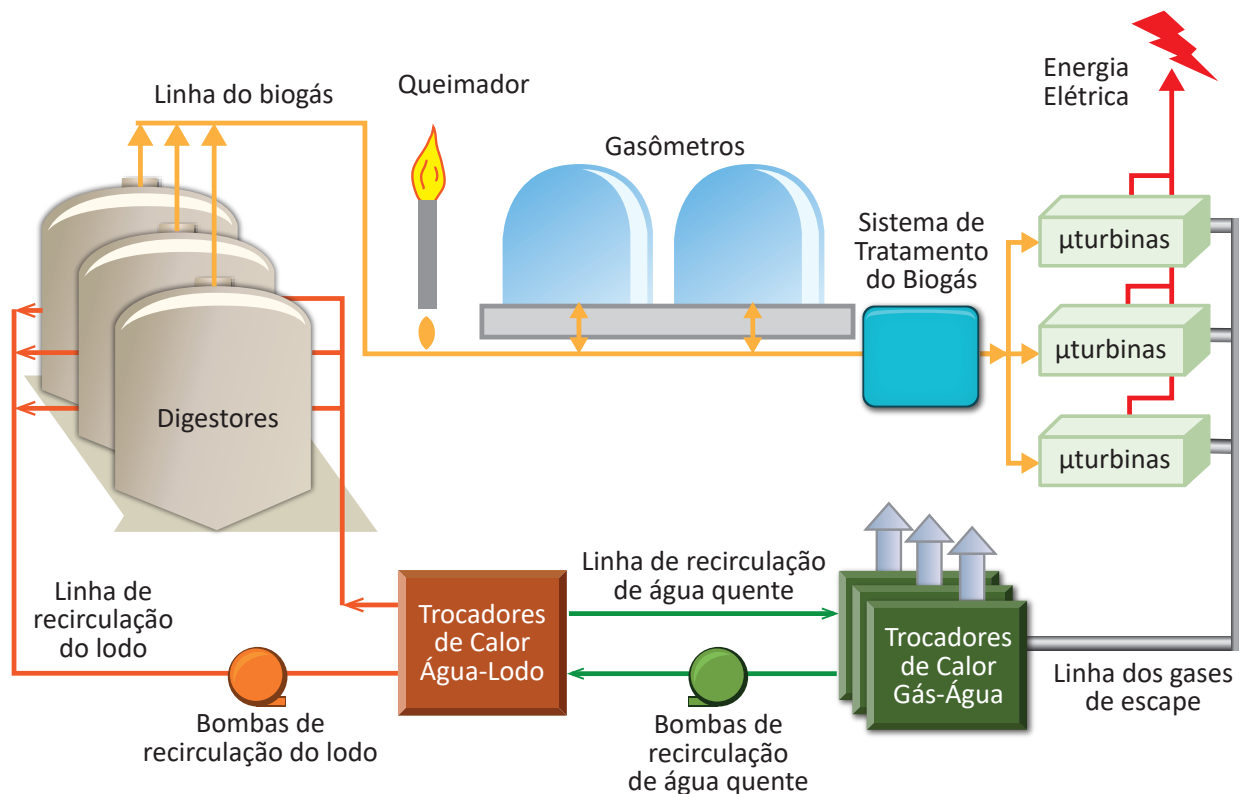 Linha do biogás
Queimador
Gasômetros
Energia
Elétrica
Sistema de
Tratamento
do Biogás
µturbinas
µturbinas
µturbinas
Digestores
Linha de
recirculação
do lodo
Bombas de
recirculação do lodo
Trocadores
de Calor
Água-Lodo
Linha de recirculação
de água quente
Bombas de
recirculação
de água quente
Trocadores
de Calor
Gás-Água
Linha dos gases
de escape